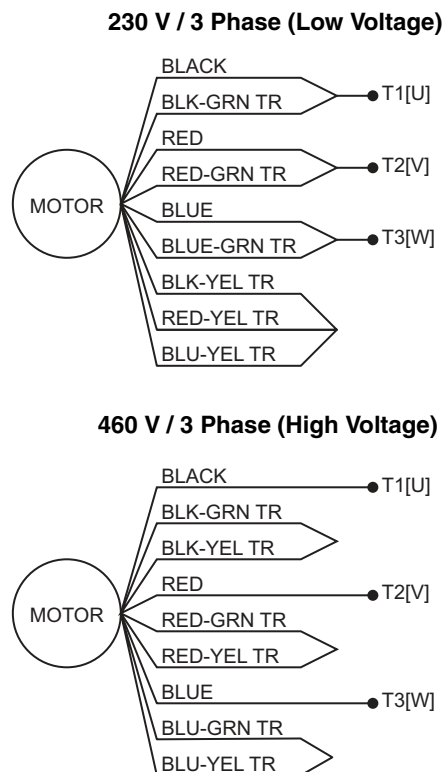 230 V / 3 Phase (Low Voltage)
BLACK
BLK-GRN TR
T1[U]
RED
RED-GRN TR
T2[V]
MOTOR
BLUE
BLUE-GRN TR
T3[W]
BLK-YEL TR
RED-YEL TR
BLU-YEL TR
460 V / 3 Phase (High Voltage)
BLACK
T1[U]
BLK-GRN TR
BLK-YEL TR
RED
T2[V]
MOTOR
RED-GRN TR
RED-YEL TR
BLUE
T3[W]
BLU-GRN TR
BLU-YEL TR